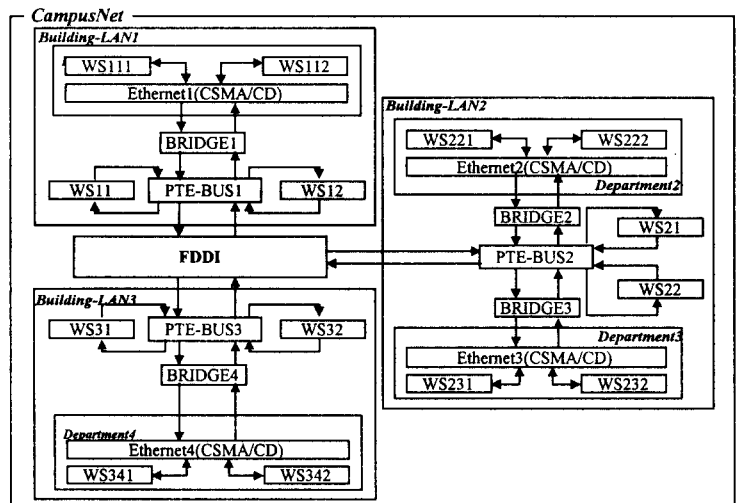 CampusNet
Building-LAN1
WS111
WS112
Ethernet1(CSMA/CD)
BRIDGE1
WS11
PTE-BUS1
WS12
FDDI
Building-LAN3
WS31
PTE-BUS3
WS32
BRIDGE4
Department4
Ethernet4(CSMA/CD)
WS341
WS342
Building-LAN2
WS221
WS222
Ethernet2(CSMA/CD)
Department2
BRIDGE2
WS21
PTE-BUS2
WS22
BRIDGE3
Department3
Ethernet3(CSMA/CD)
WS231
WS232